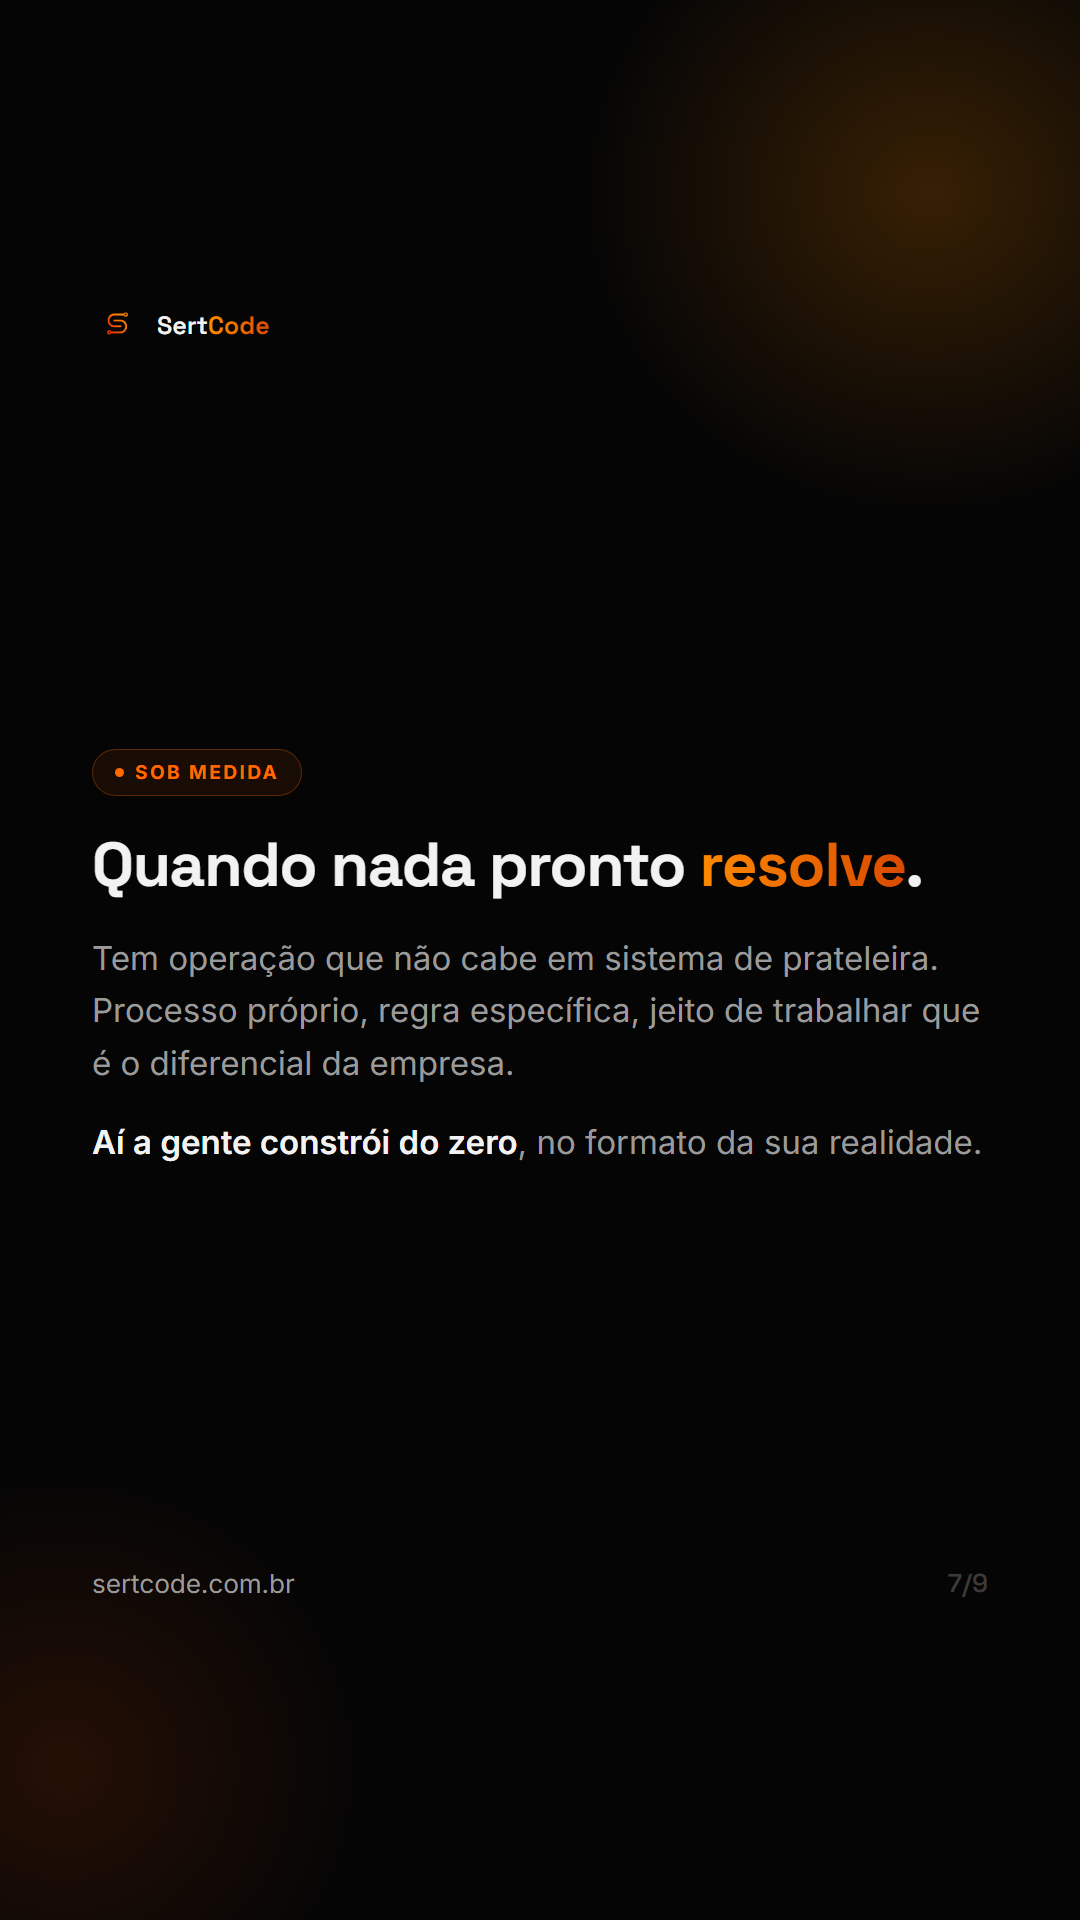 SertCode
SOB MEDIDA
Quando nada pronto resolve.
Tem operação que não cabe em sistema de prateleira.
Processo próprio, regra específica, jeito de trabalhar que
é o diferencial da empresa.
Aí a gente constrói do zero, no formato da sua realidade.
sertcode.com.br
7/9